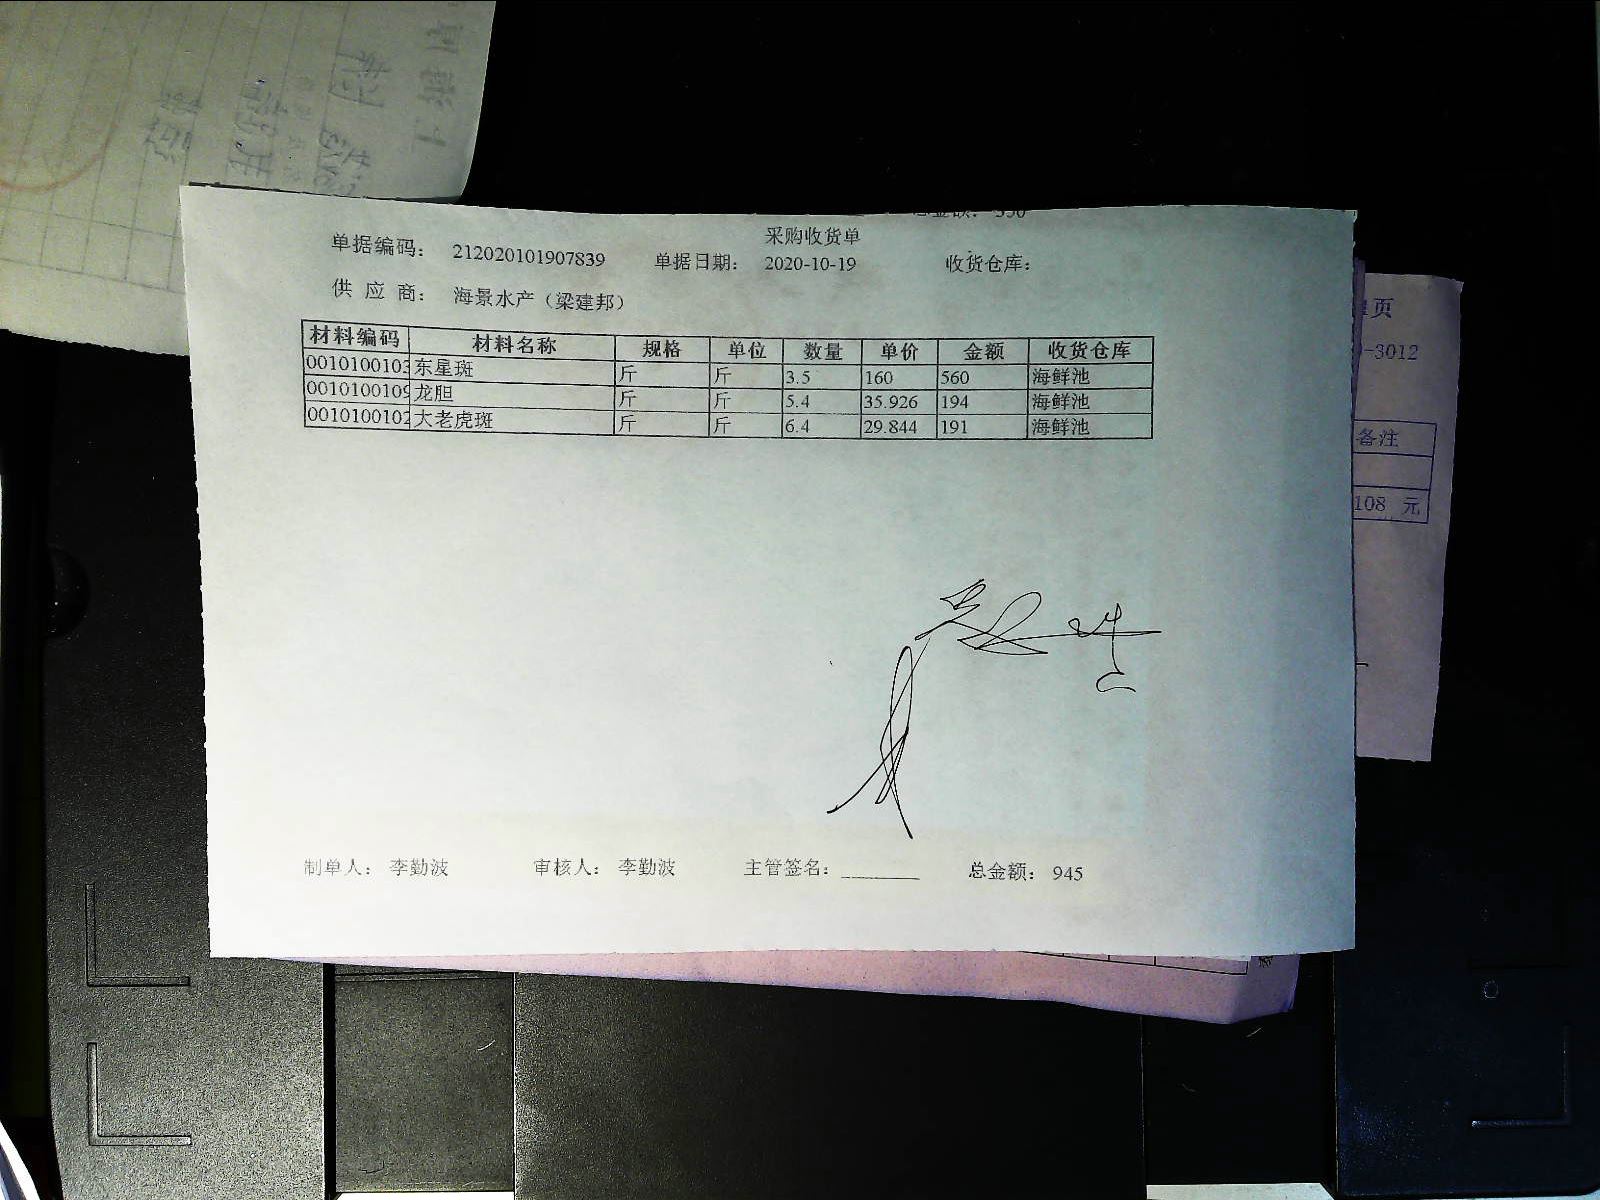 采购收货单
单据编码： 212020101907839 单据日期： 2020-10-19 收货仓库：
供 应 商： 海景水产（梁建邦）
材料编码 材料名称 规格 单位 数量 单价 金额 收货仓库
0010100103 东星斑 斤 斤 3.5 160 560 海鲜池
0010100109 龙胆 斤 斤 5.4 35.926 194 海鲜池
0010100102 大老虎斑 斤 斤 6.4 29.844 191 海鲜池
制单人： 李勤波 审核人： 李勤波 主管签名： 总金额： 945
页
-3012
备注
108 元